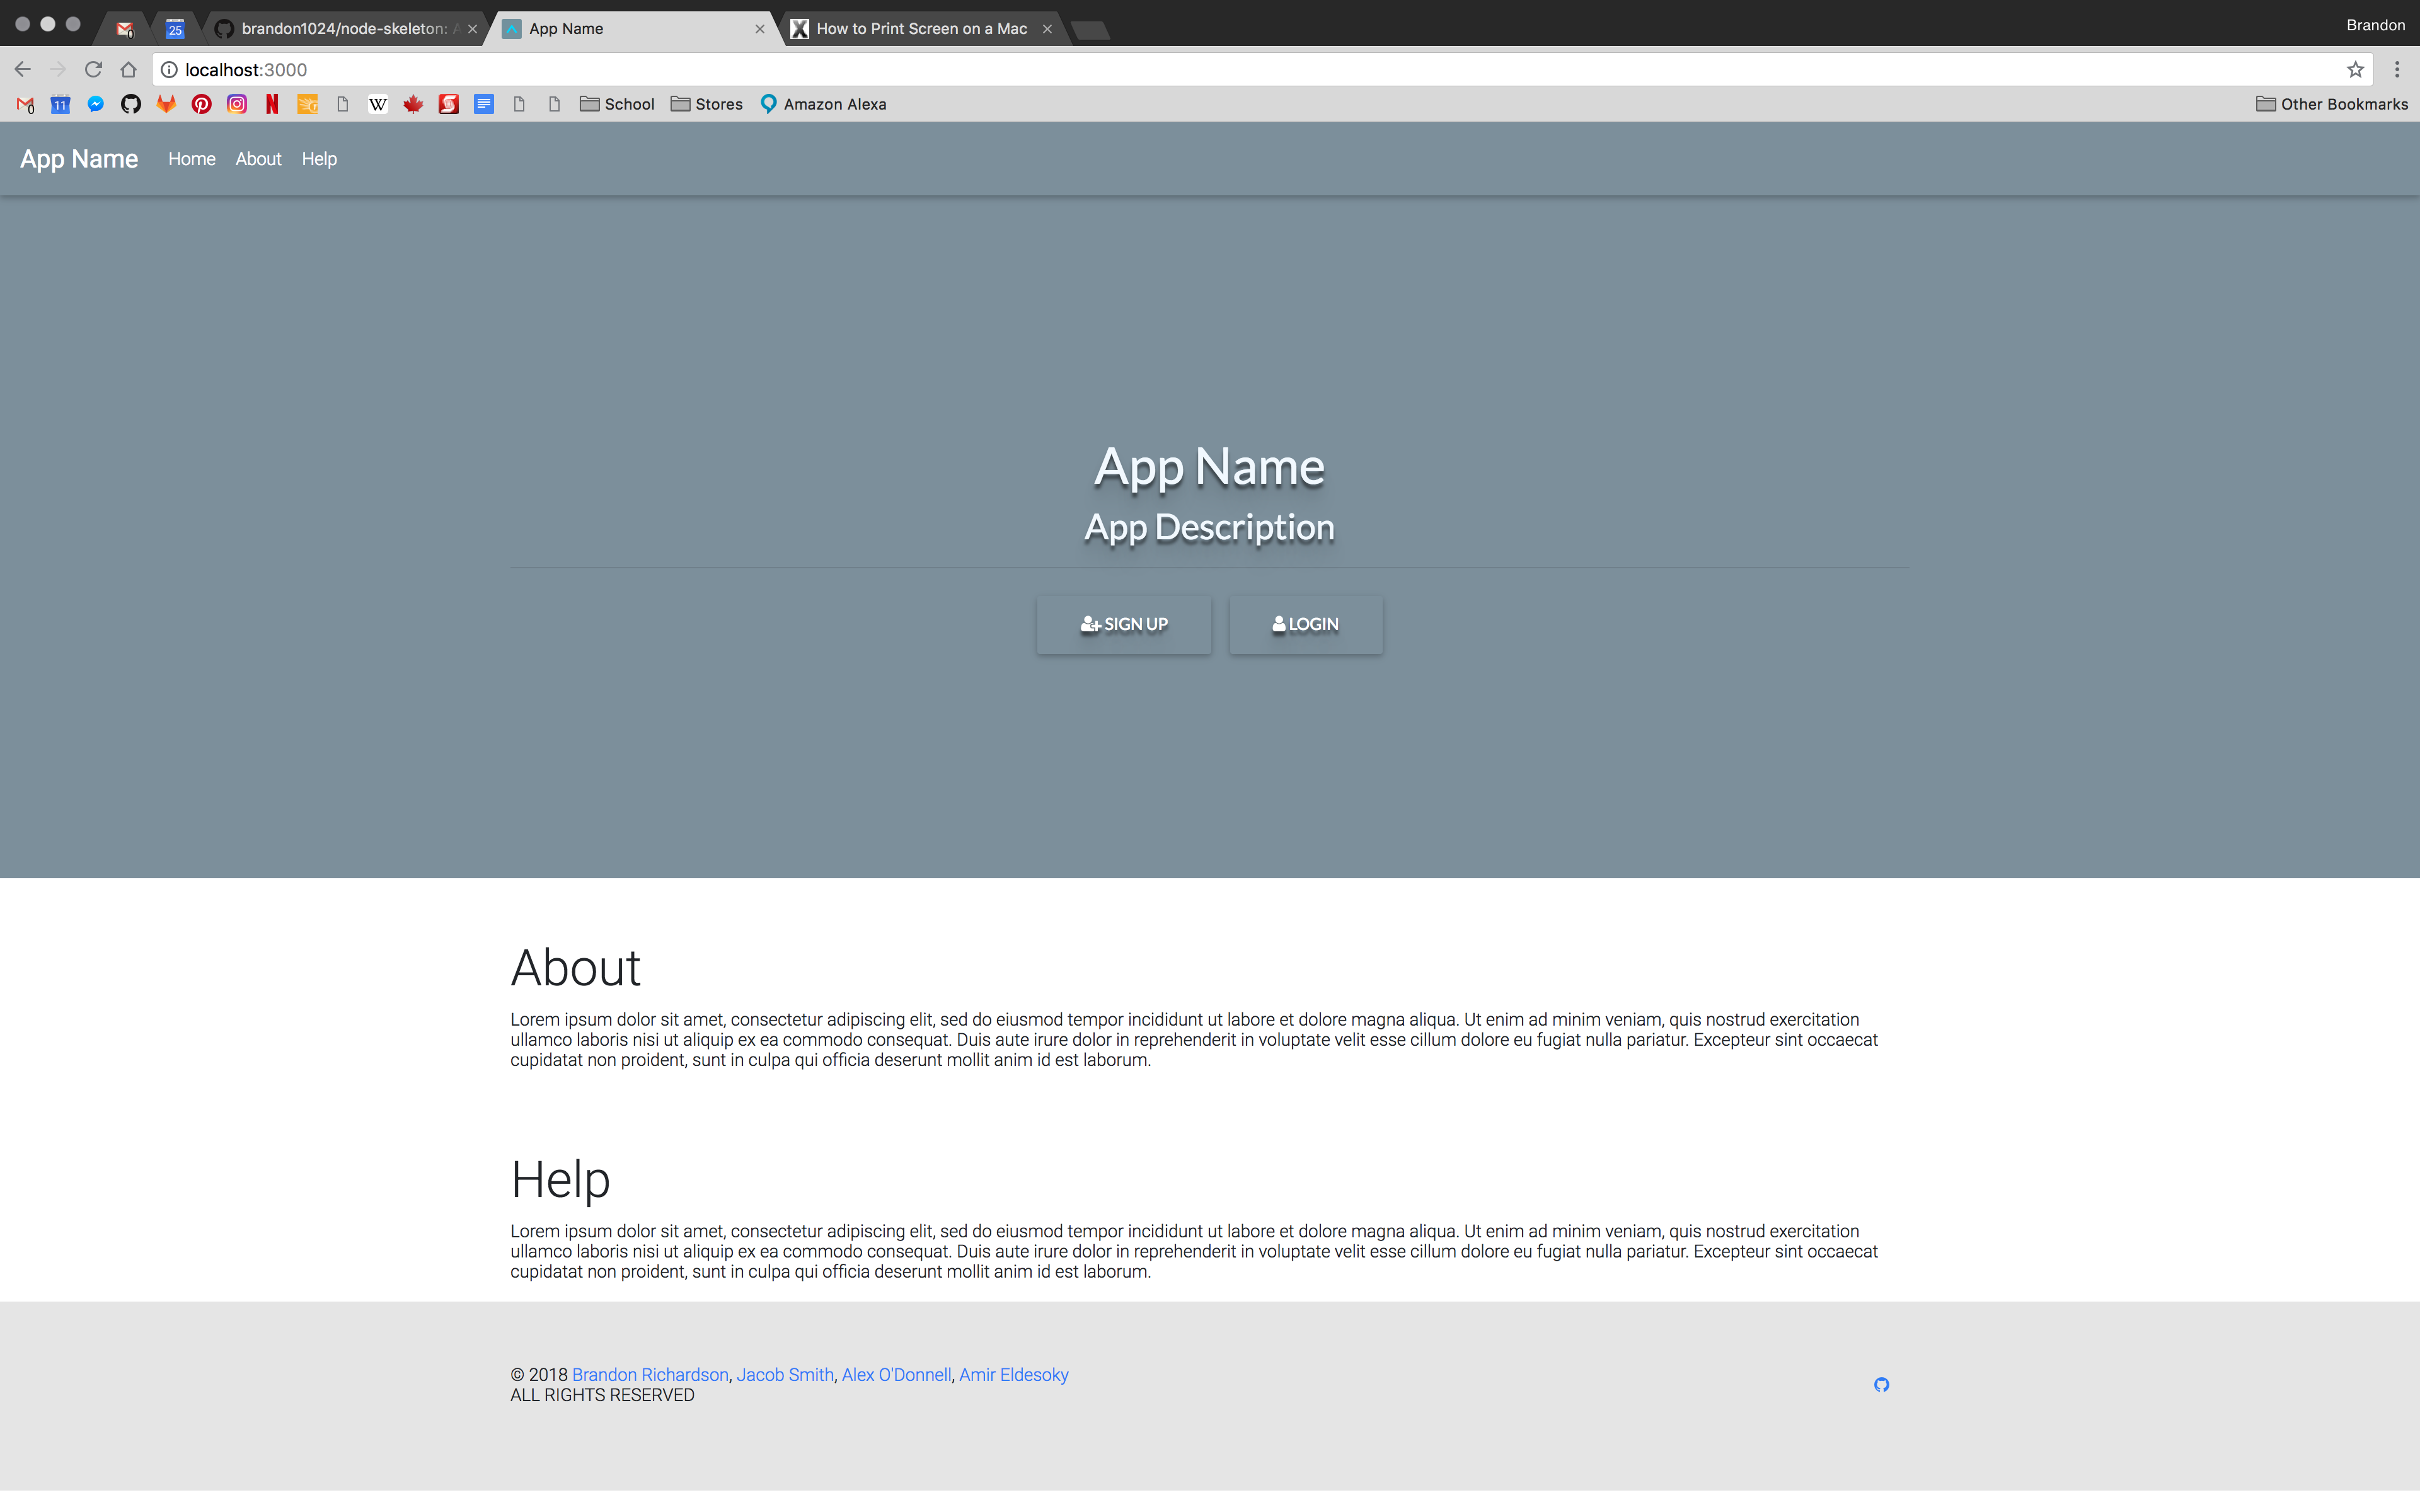 brandon1024/node-skeleton: A
App Name
How to Print Screen on a Mac
Brandon
25
localhost:3000
11
W
N
School
Stores
Amazon Alexa
Other Bookmarks
App Name
Home
About
Help
App Name
App Description
SIGN UP
LOGIN
About
Lorem ipsum dolor sit amet, consectetur adipiscing elit, sed do eiusmod tempor incididunt ut labore et dolore magna aliqua. Ut enim ad minim veniam, quis nostrud exercitation
ullamco laboris nisi ut aliquip ex ea commodo consequat. Duis aute irure dolor in reprehenderit in voluptate velit esse cillum dolore eu fugiat nulla pariatur. Excepteur sint occaecat
cupidatat non proident, sunt in culpa qui officia deserunt mollit anim id est laborum.
Help
Lorem ipsum dolor sit amet, consectetur adipiscing elit, sed do eiusmod tempor incididunt ut labore et dolore magna aliqua. Ut enim ad minim veniam, quis nostrud exercitation
ullamco laboris nisi ut aliquip ex ea commodo consequat. Duis aute irure dolor in reprehenderit in voluptate velit esse cillum dolore eu fugiat nulla pariatur. Excepteur sint occaecat
cupidatat non proident, sunt in culpa qui officia deserunt mollit anim id est laborum.
© 2018 Brandon Richardson, Jacob Smith, Alex O'Donnell, Amir Eldesoky
ALL RIGHTS RESERVED